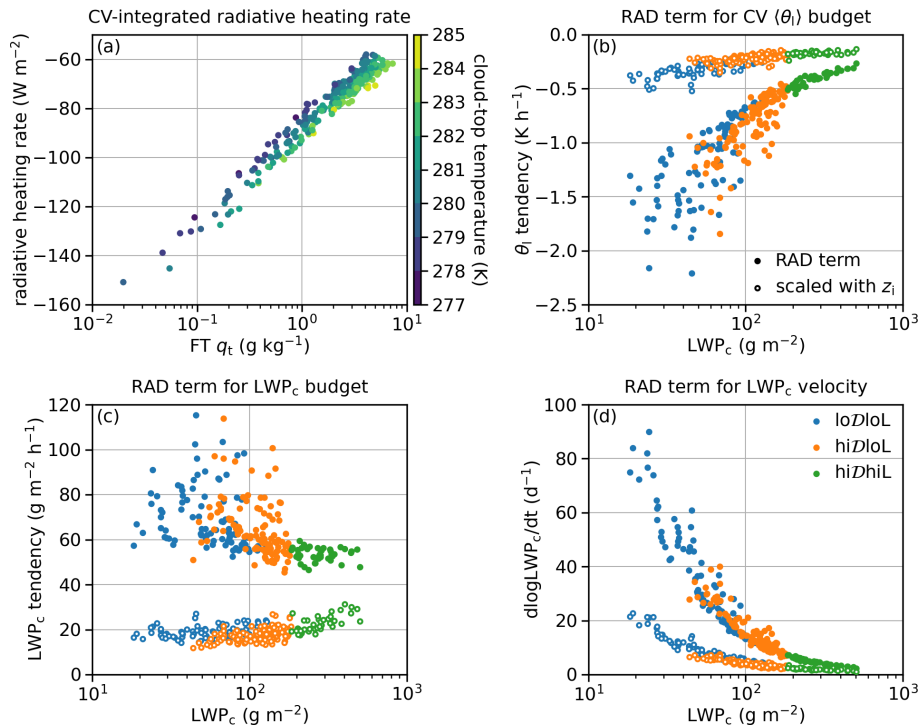 CV-integrated radiative heating rate
(a)
radiative heating rate (W m⁻²)
−60
−80
−100
−120
−140
−160
10⁻² 10⁻¹ 10⁰ 10¹
FT qₜ (g kg⁻¹)
285
284
283
282
281
280
279
278
277
cloud-top temperature (K)
RAD term for CV ⟨θₗ⟩ budget
(b)
θₗ tendency (K h⁻¹)
0.0
−0.5
−1.0
−1.5
−2.0
−2.5
RAD term
scaled with zᵢ
10¹ 10² 10³
LWP_c (g m⁻²)
RAD term for LWP_c budget
(c)
LWP_c tendency (g m⁻² h⁻¹)
120
100
80
60
40
20
0
10¹ 10² 10³
LWP_c (g m⁻²)
RAD term for LWP_c velocity
(d)
dlogLWP_c/dt (d⁻¹)
100
80
60
40
20
0
lo𝒟loL
hi𝒟loL
hi𝒟hiL
10¹ 10² 10³
LWP_c (g m⁻²)